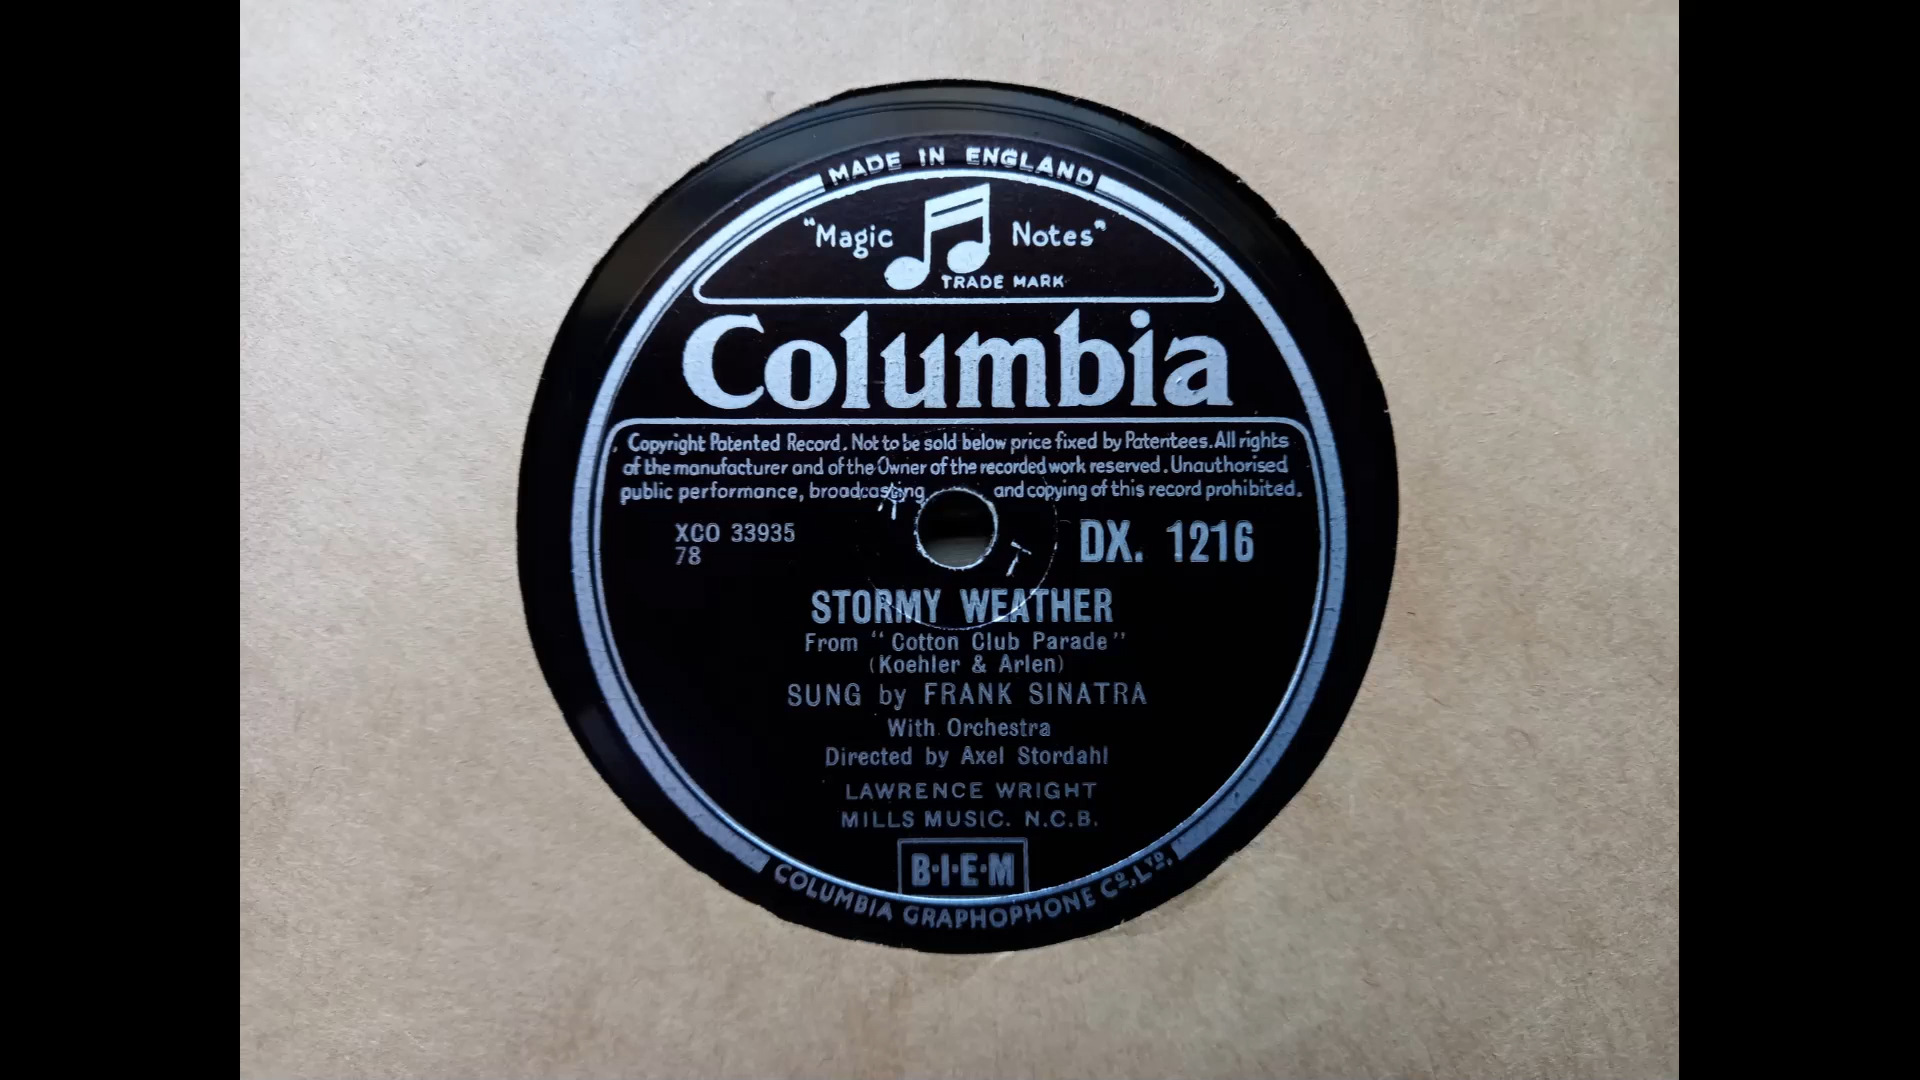 MADE IN ENGLAND
"Magic Notes"
TRADE MARK
Columbia
Copyright Patented Record. Not to be sold below price fixed by Patentees. All rights
of the manufacturer and of the Owner of the recorded work reserved. Unauthorised
public performance, broadcasting and copying of this record prohibited.
XCO 33935
78
DX. 1216
STORMY WEATHER
From "Cotton Club Parade"
(Koehler & Arlen)
SUNG by FRANK SINATRA
With Orchestra
Directed by Axel Stordahl
LAWRENCE WRIGHT
MILLS MUSIC. N.C.B.
B·I·E·M
COLUMBIA GRAPHOPHONE Co., LTD.